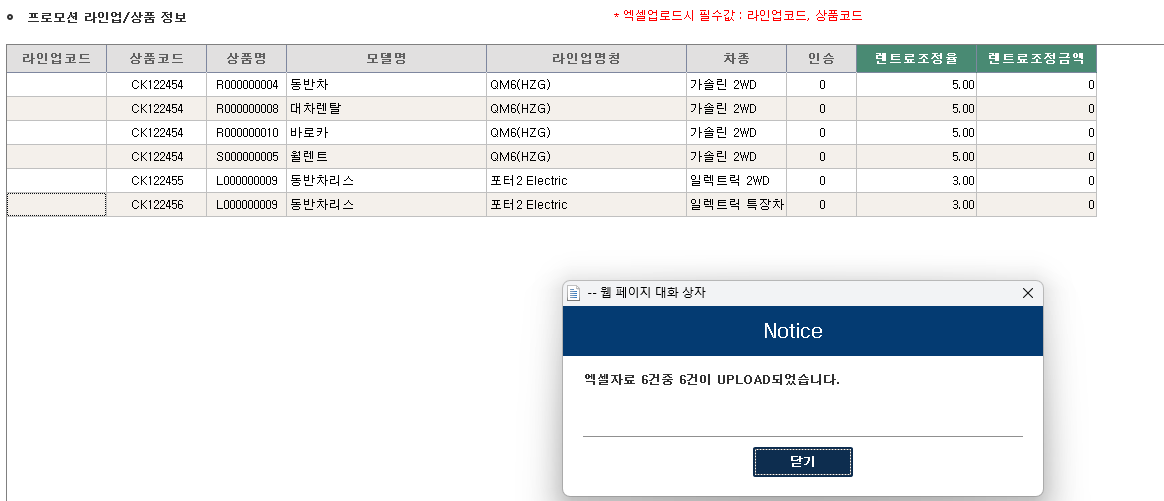 프로모션 라인업/상품 정보
* 엑셀업로드시 필수값 : 라인업코드, 상품코드
라인업코드 상품코드 상품명 모델명 라인업명칭 차종 인승 렌트료조정율 렌트료조정금액
CK122454 R000000004 동반차 QM6(HZG) 가솔린 2WD 0 5.00 0
CK122454 R000000008 대차렌탈 QM6(HZG) 가솔린 2WD 0 5.00 0
CK122454 R000000010 바로카 QM6(HZG) 가솔린 2WD 0 5.00 0
CK122454 S000000005 월렌트 QM6(HZG) 가솔린 2WD 0 5.00 0
CK122455 L000000009 동반차리스 포터2 Electric 일렉트릭 2WD 0 3.00 0
CK122456 L000000009 동반차리스 포터2 Electric 일렉트릭 특장차 0 3.00 0
-- 웹 페이지 대화 상자
Notice
엑셀자료 6건중 6건이 UPLOAD되었습니다.
닫기